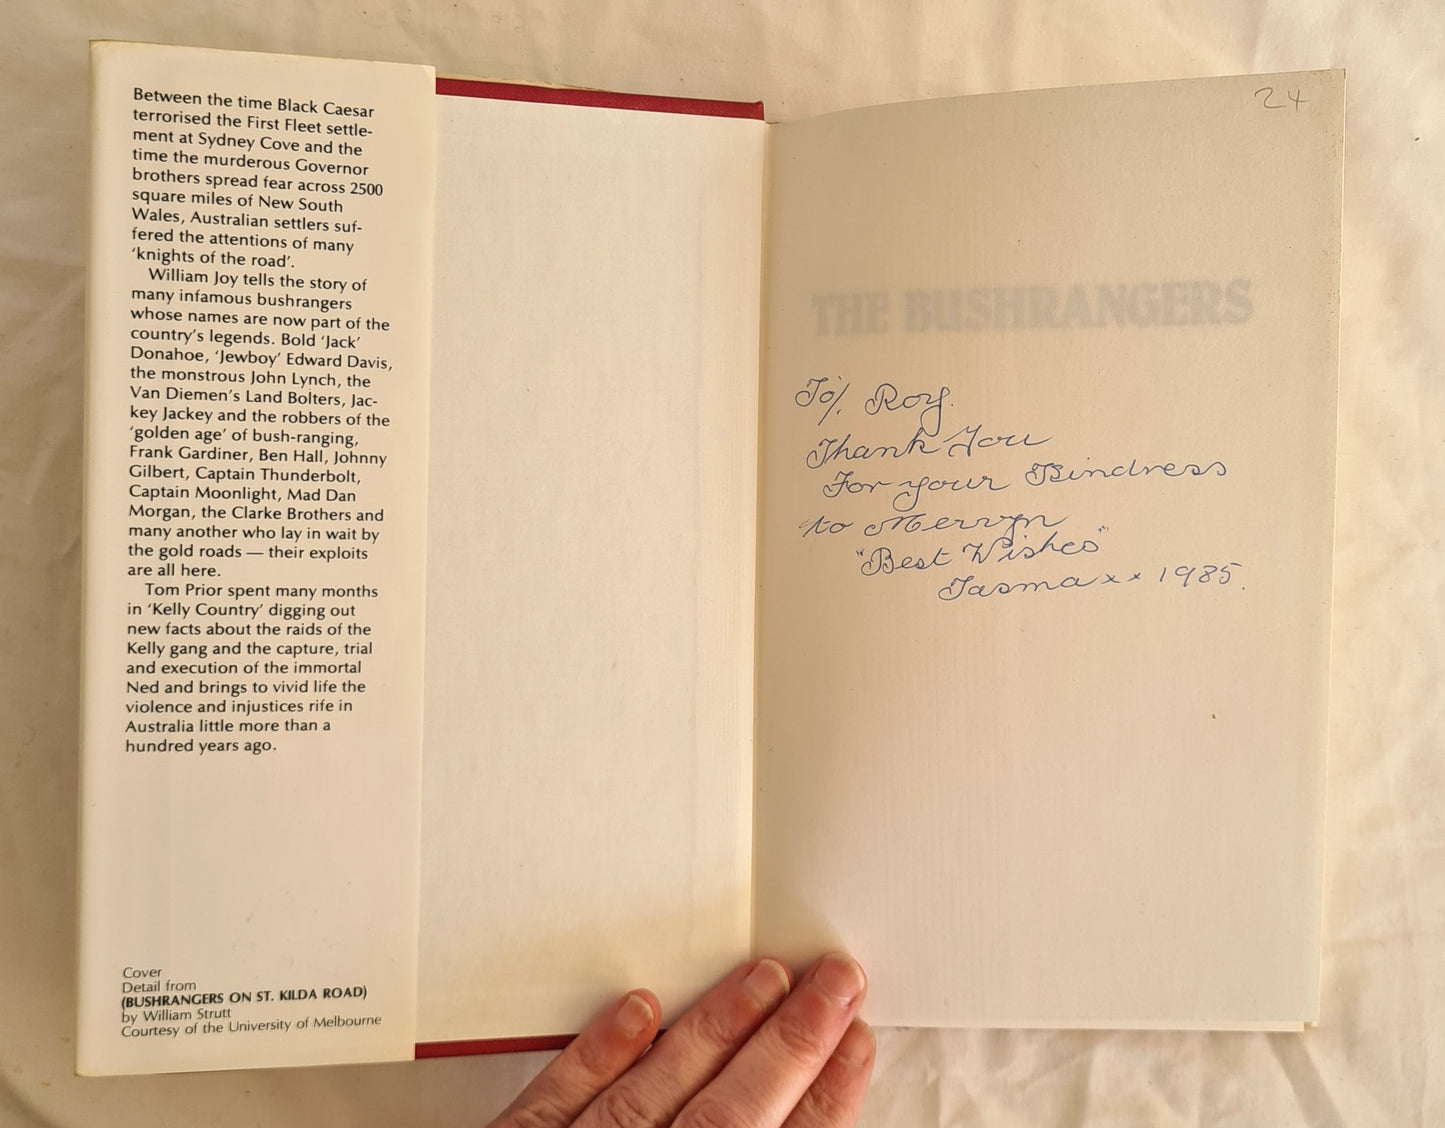 Between the time Black Caesar
terrorised the First Fleet settle-
ment at Sydney Cove and the
time the murderous Governor
brothers spread fear across 2500
square miles of New South
Wales, Australian settlers suf-
fered the attentions of many
‘knights of the road’.
William Joy tells the story of
many infamous bushrangers
whose names are now part of the
country’s legends. Bold ‘Jack’
Donahoe, ‘Jewboy’ Edward Davis,
the monstrous John Lynch, the
Van Diemen’s Land Bolters, Jac-
key Jackey and the robbers of the
‘golden age’ of bush-ranging,
Frank Gardiner, Ben Hall, Johnny
Gilbert, Captain Thunderbolt,
Captain Moonlight, Mad Dan
Morgan, the Clarke Brothers and
many another who lay in wait by
the gold roads — their exploits
are all here.
Tom Prior spent many months
in ‘Kelly Country’ digging out
new facts about the raids of the
Kelly gang and the capture, trial
and execution of the immortal
Ned and brings to vivid life the
violence and injustices rife in
Australia little more than a
hundred years ago.
Cover
Detail from
(BUSHRANGERS ON ST. KILDA ROAD)
by William Strutt
Courtesy of the University of Melbourne
24
THE BUSHRANGERS
To/. Roy.
Thank You
For your Kindness
to Mervyn
"Best Wishes"
Tasma x x 1985.